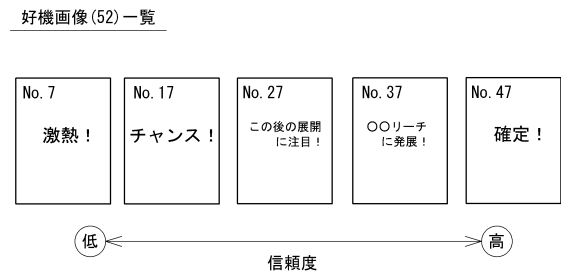 好機画像(52)一覧
No.7
激熱！
No.17
チャンス！
No.27
この後の展開
に注目！
No.37
〇〇リーチ
に発展！
No.47
確定！
低
高
信頼度